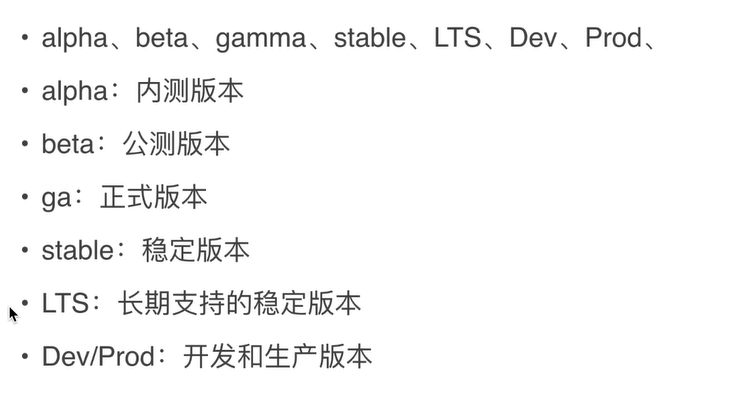 • alpha、beta、gamma、stable、LTS、Dev、Prod、
• alpha：内测版本
• beta：公测版本
• ga：正式版本
• stable：稳定版本
• LTS：长期支持的稳定版本
• Dev/Prod：开发和生产版本